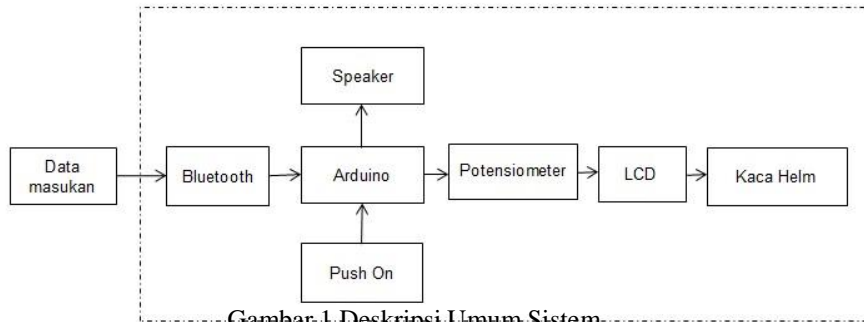 Speaker
Data
masukan
Bluetooth
Arduino
Potensiometer
LCD
Kaca Helm
Push On
Gambar 1 Deskripsi Umum Sistem